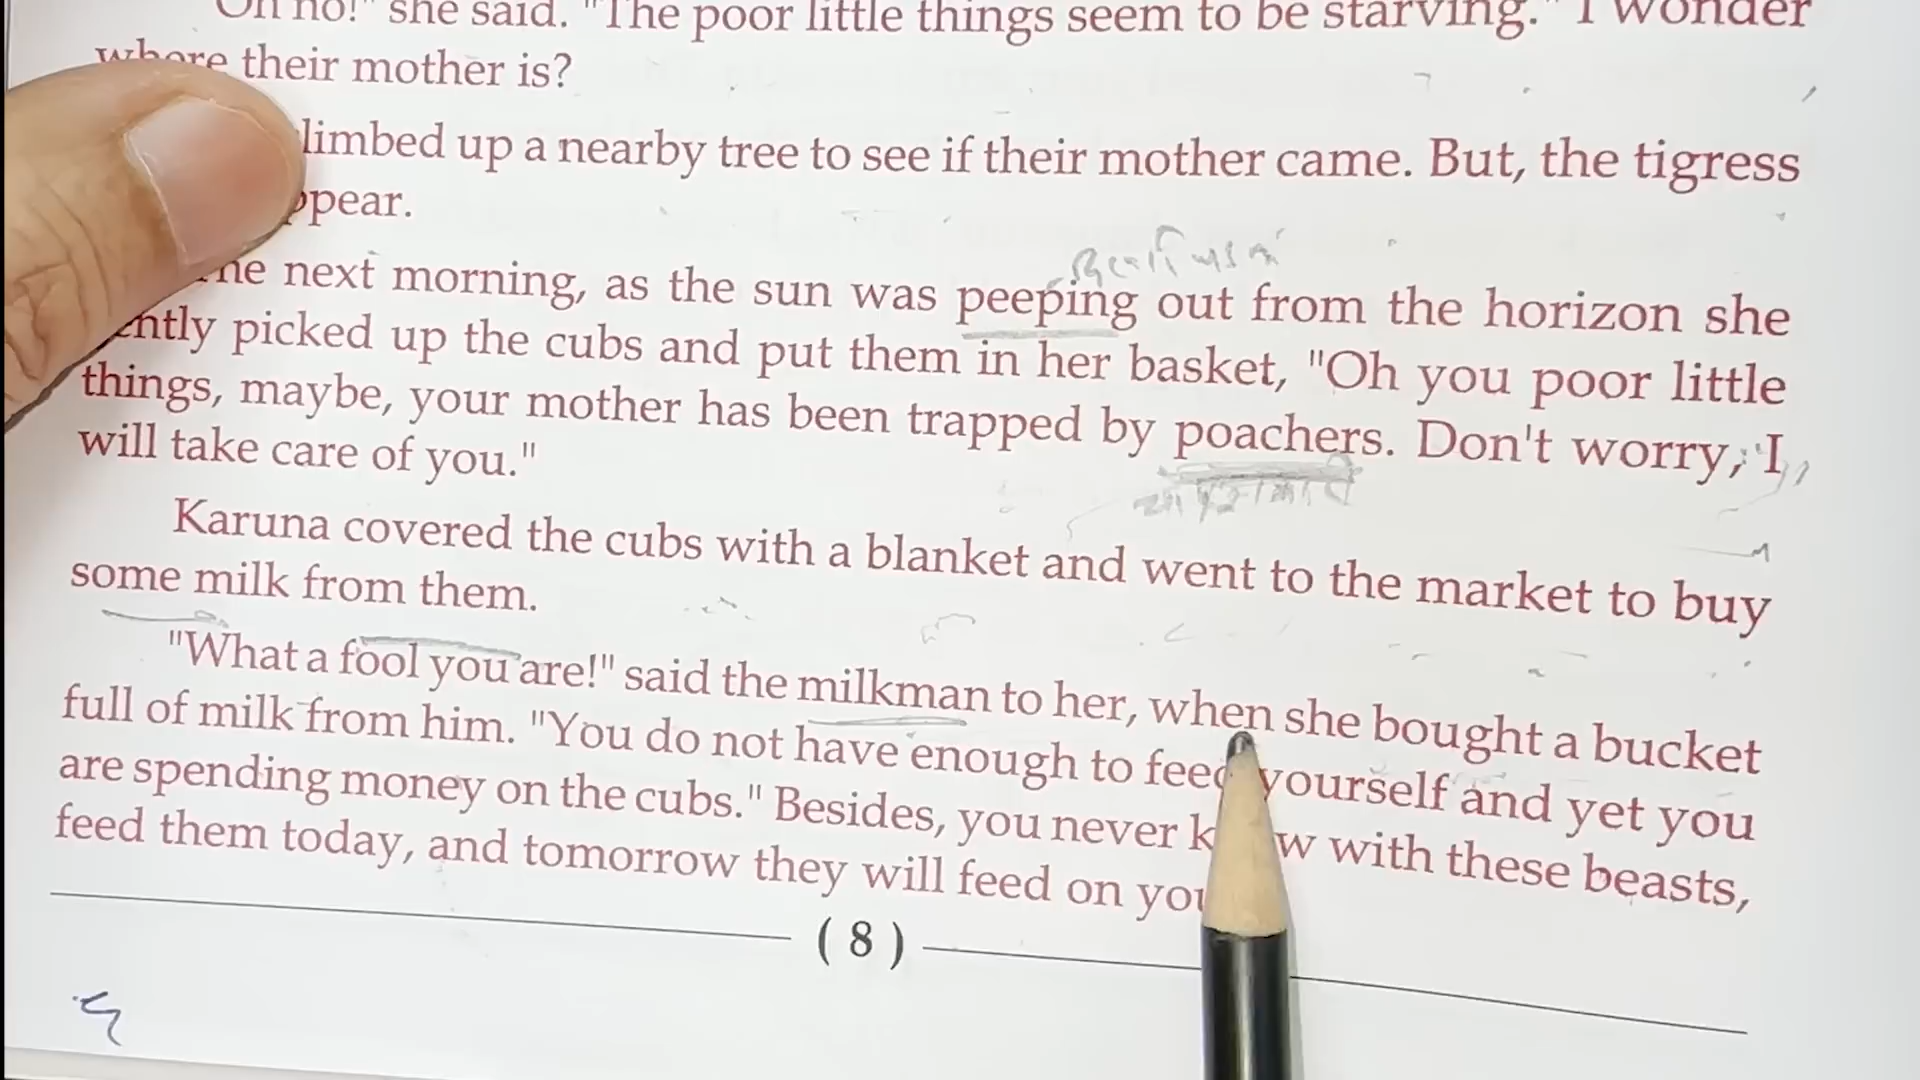 Oh no!" she said. "The poor little things seem to be starving." I wonder
where their mother is?
limbed up a nearby tree to see if their mother came. But, the tigress
ppear.
he next morning, as the sun was peeping out from the horizon she
ently picked up the cubs and put them in her basket, "Oh you poor little
things, maybe, your mother has been trapped by poachers. Don't worry, I
will take care of you."
Karuna covered the cubs with a blanket and went to the market to buy
some milk from them.
"What a fool you are!" said the milkman to her, when she bought a bucket
full of milk from him. "You do not have enough to feed yourself and yet you
are spending money on the cubs." Besides, you never k w with these beasts,
feed them today, and tomorrow they will feed on you
( 8 )